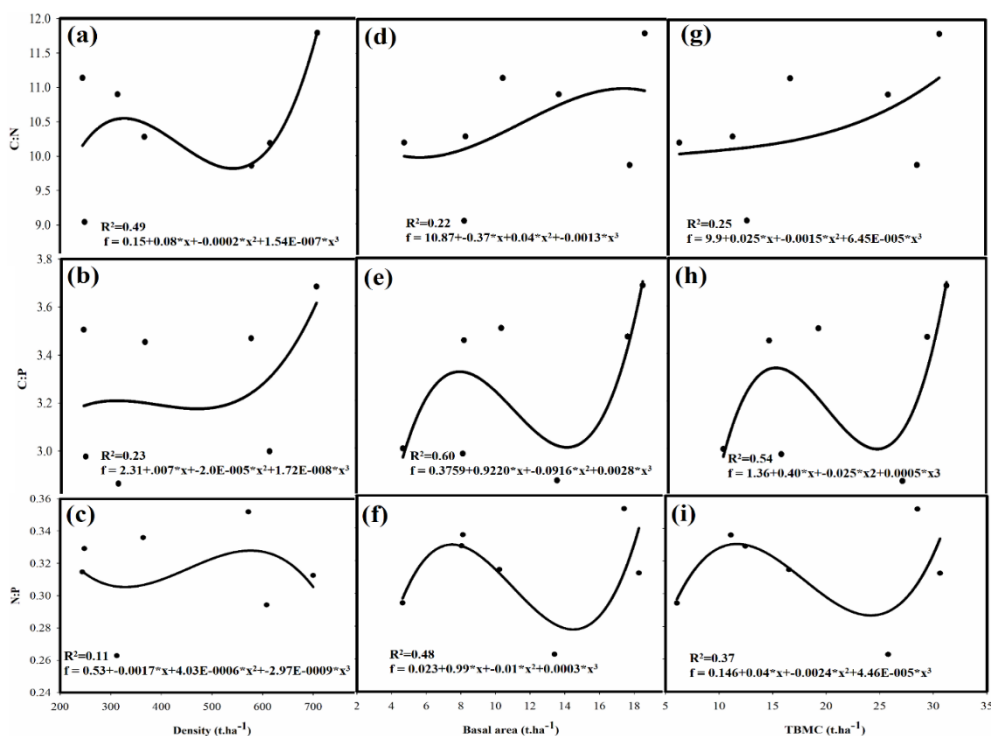 12.0
11.5
11.0
10.5
10.0
9.5
9.0
C:N
(a)
R²=0.49
f = 0.15+0.08*x+-0.0002*x²+1.54E-007*x³
(d)
R²=0.22
f = 10.87+-0.37*x+0.04*x²+-0.0013*x³
(g)
R²=0.25
f = 9.9+0.025*x+-0.0015*x²+6.45E-005*x³
3.8
3.6
3.4
3.2
3.0
C:P
(b)
R²=0.23
f = 2.31+.007*x+-2.0E-005*x²+1.72E-008*x³
(e)
R²=0.60
f = 0.3759+0.9220*x+-0.0916*x²+0.0028*x³
(h)
R²=0.54
f = 1.36+0.40*x+-0.025*x2+0.0005*x3
0.36
0.34
0.32
0.30
0.28
0.26
0.24
N:P
(c)
R²=0.11
f = 0.53+-0.0017*x+4.03E-0006*x²+-2.97E-0009*x³
(f)
R²=0.48
f = 0.023+0.99*x+-0.01*x²+0.0003*x³
(i)
R²=0.37
f = 0.146+0.04*x+-0.0024*x²+4.46E-005*x³
200 300 400 500 600 700 2 4 6 8 10 12 14 16 18 5 10 15 20 25 30 35
Density (t.ha⁻¹) Basal area (t.ha⁻¹) TBMC (t.ha⁻¹)